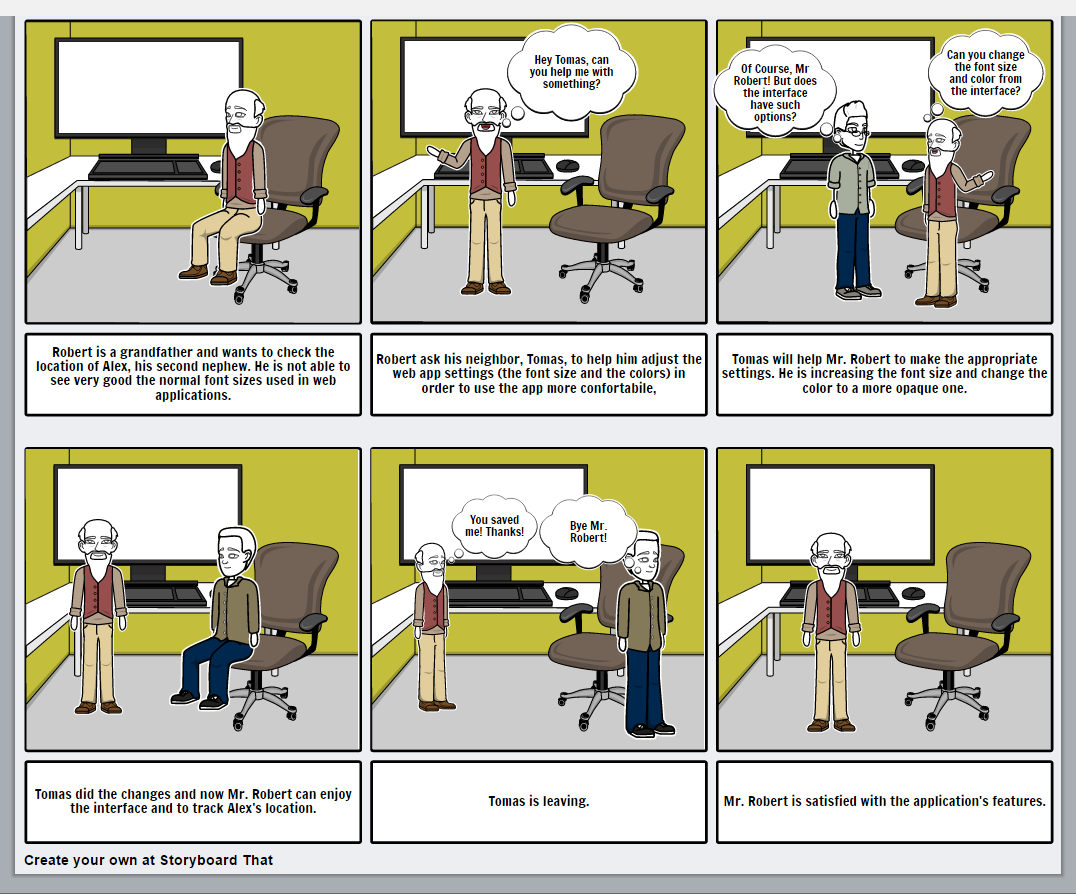 Hey Tomas, can
you help me with
something?
Of Course, Mr
Robert! But does
the interface
have such
options?
Can you change
the font size
and color from
the interface?
Robert is a grandfather and wants to check the
location of Alex, his second nephew. He is not able to
see very good the normal font sizes used in web
applications.
Robert ask his neighbor, Tomas, to help him adjust the
web app settings (the font size and the colors) in
order to use the app more confortabile,
Tomas will help Mr. Robert to make the appropriate
settings. He is increasing the font size and change the
color to a more opaque one.
You saved
me! Thanks!
Bye Mr.
Robert!
Tomas did the changes and now Mr. Robert can enjoy
the interface and to track Alex's location.
Tomas is leaving.
Mr. Robert is satisfied with the application's features.
Create your own at Storyboard That